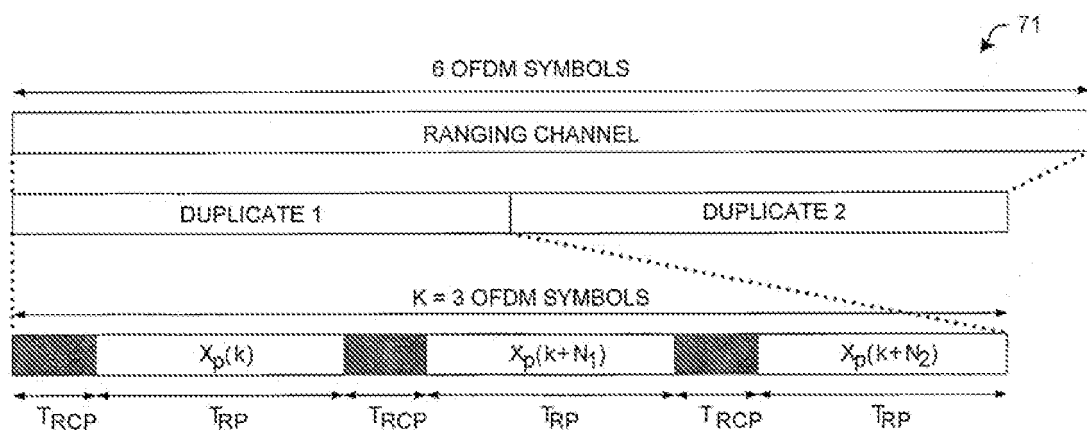 71
6 OFDM SYMBOLS
RANGING CHANNEL
DUPLICATE 1 DUPLICATE 2
K = 3 OFDM SYMBOLS
Xp(k) Xp(k+N1) Xp(k+N2)
TRCP TRP TRCP TRP TRCP TRP